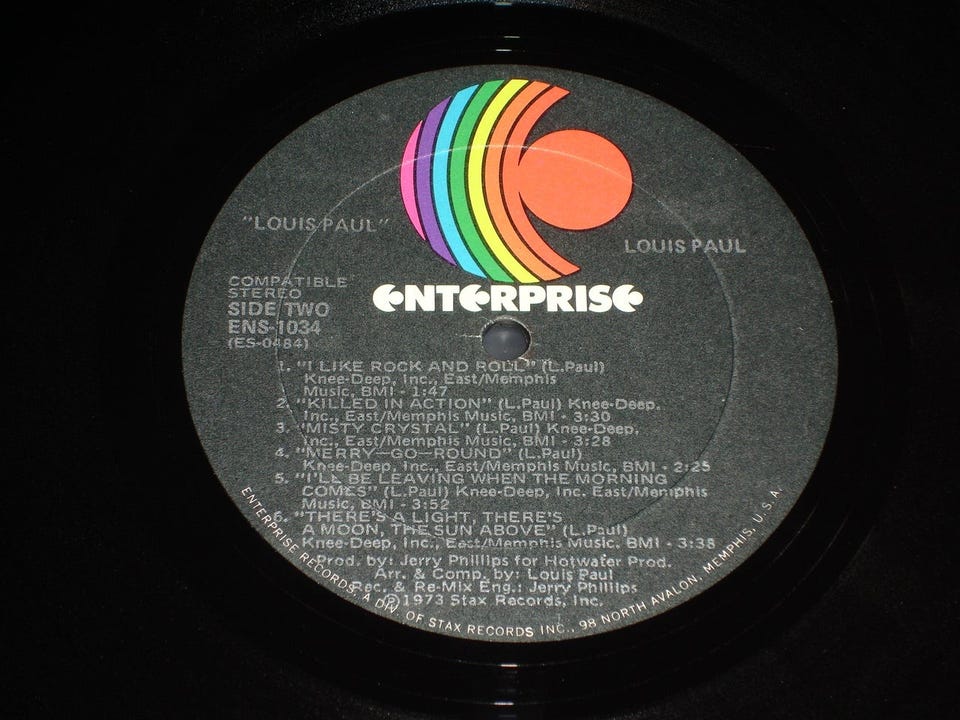 "LOUIS PAUL"
LOUIS PAUL
COMPATIBLE
STEREO
SIDE TWO
ENS-1034
(ES-0484)
ENTERPRISE
1. "I LIKE ROCK AND ROLL" (L.Paul)
Knee-Deep, Inc., East/Memphis
Music, BMI - 1:47
2. "KILLED IN ACTION" (L.Paul) Knee-Deep,
Inc., East/Memphis Music, BMI - 3:30
3. "MISTY CRYSTAL" (L.Paul) Knee-Deep,
Inc., East/Memphis Music, BMI - 3:28
4. "MERRY—GO—ROUND" (L.Paul)
Knee-Deep, Inc., East/Memphis Music, BMI - 2:25
5. "I'LL BE LEAVING WHEN THE MORNING
COMES" (L.Paul) Knee-Deep, Inc. East/Memphis
Music, BMI - 3:52
6. "THERE'S A LIGHT, THERE'S
A MOON, THE SUN ABOVE" (L.Paul)
Knee-Deep, Inc., East/Memphis Music. BMI - 3:38
Prod. by: Jerry Phillips for Hotwater Prod.
Arr. & Comp. by: Louis Paul
Rec. & Re-Mix Eng.: Jerry Phillips
©1973 Stax Records, Inc.
ENTERPRISE RECORDS, A DIV. OF STAX RECORDS INC., 98 NORTH AVALON, MEMPHIS, U.S.A.